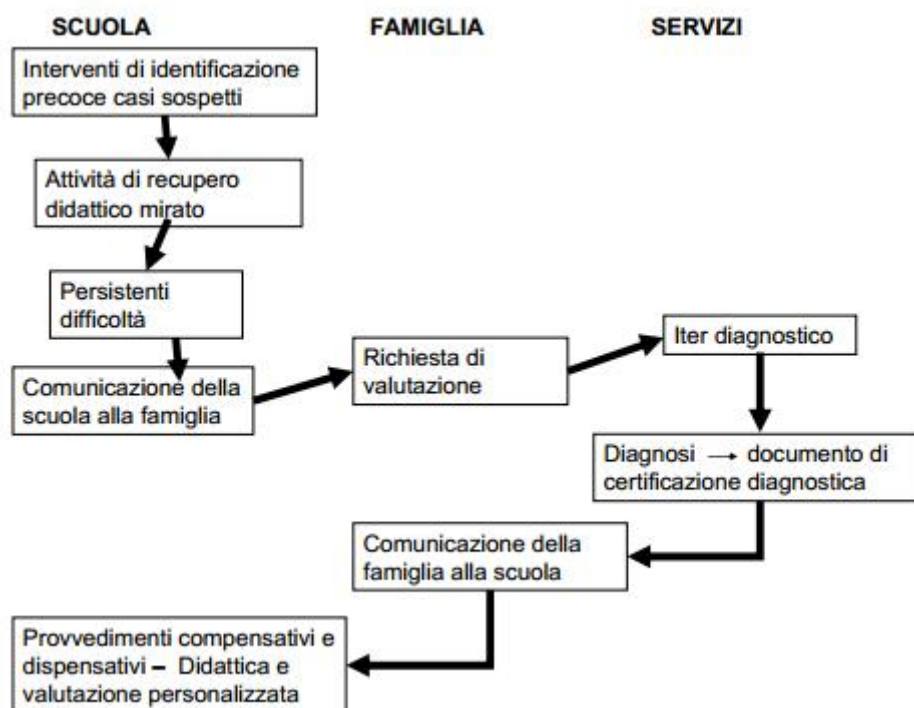 SCUOLA
FAMIGLIA
SERVIZI
Interventi di identificazione
precoce casi sospetti
Attività di recupero
didattico mirato
Persistenti
difficoltà
Comunicazione della
scuola alla famiglia
Richiesta di
valutazione
Iter diagnostico
Diagnosi → documento di
certificazione diagnostica
Comunicazione della
famiglia alla scuola
Provvedimenti compensativi e
dispensativi – Didattica e
valutazione personalizzata